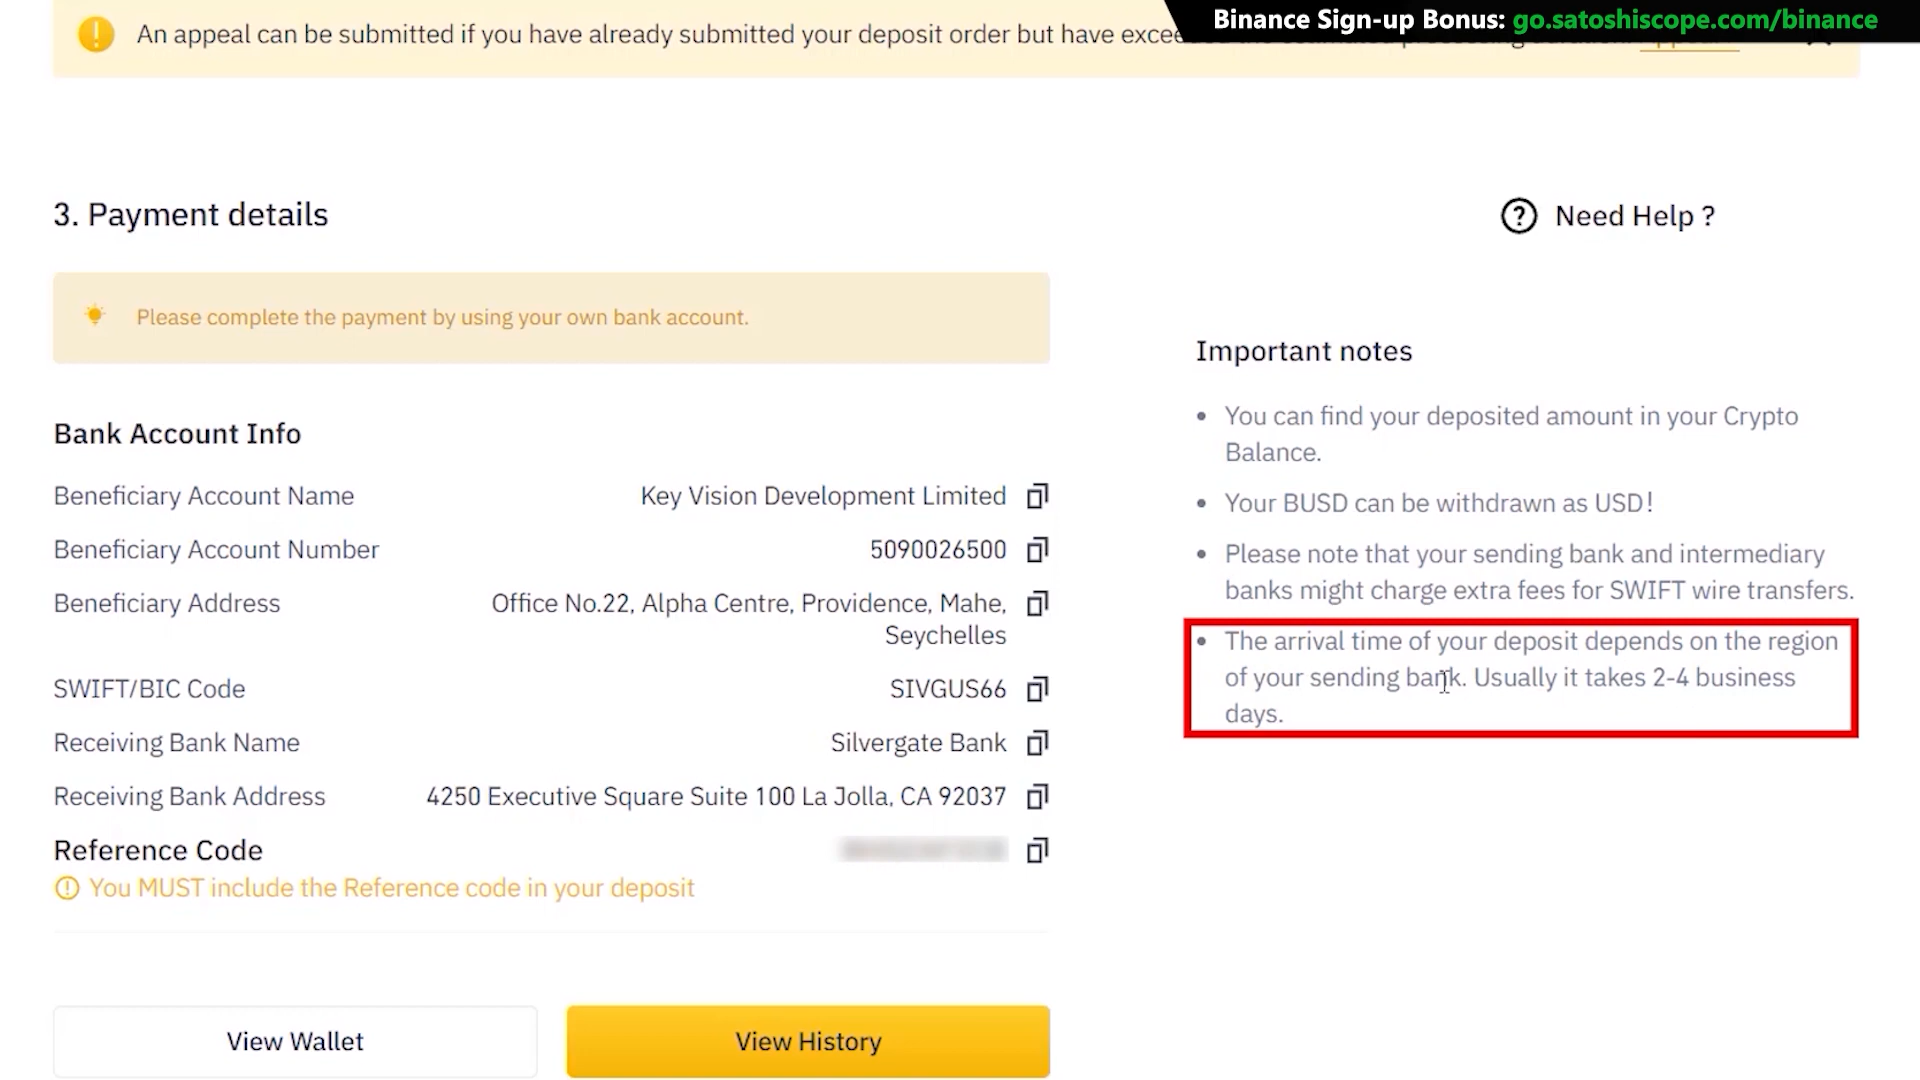 Binance Sign-up Bonus: go.satoshiscope.com/binance
An appeal can be submitted if you have already submitted your deposit order but have
3. Payment details
Need Help ?
Please complete the payment by using your own bank account.
Bank Account Info
Beneficiary Account Name Key Vision Development Limited
Beneficiary Account Number 5090026500
Beneficiary Address Office No.22, Alpha Centre, Providence, Mahe,
Seychelles
SWIFT/BIC Code SIVGUS66
Receiving Bank Name Silvergate Bank
Receiving Bank Address 4250 Executive Square Suite 100 La Jolla, CA 92037
Reference Code
You MUST include the Reference code in your deposit
View Wallet
View History
Important notes
• You can find your deposited amount in your Crypto
Balance.
• Your BUSD can be withdrawn as USD!
• Please note that your sending bank and intermediary
banks might charge extra fees for SWIFT wire transfers.
• The arrival time of your deposit depends on the region
of your sending bank. Usually it takes 2-4 business
days.